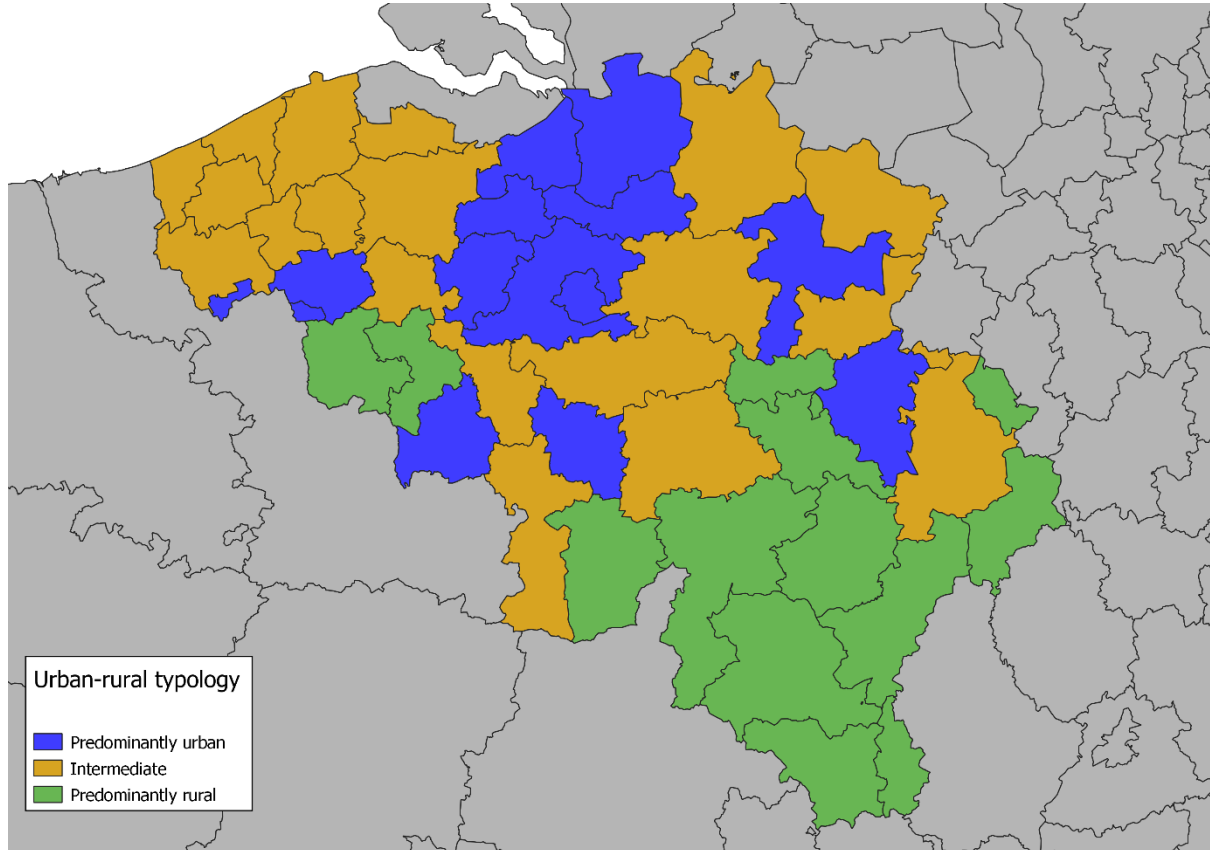 Urban-rural typology
Predominantly urban
Intermediate
Predominantly rural